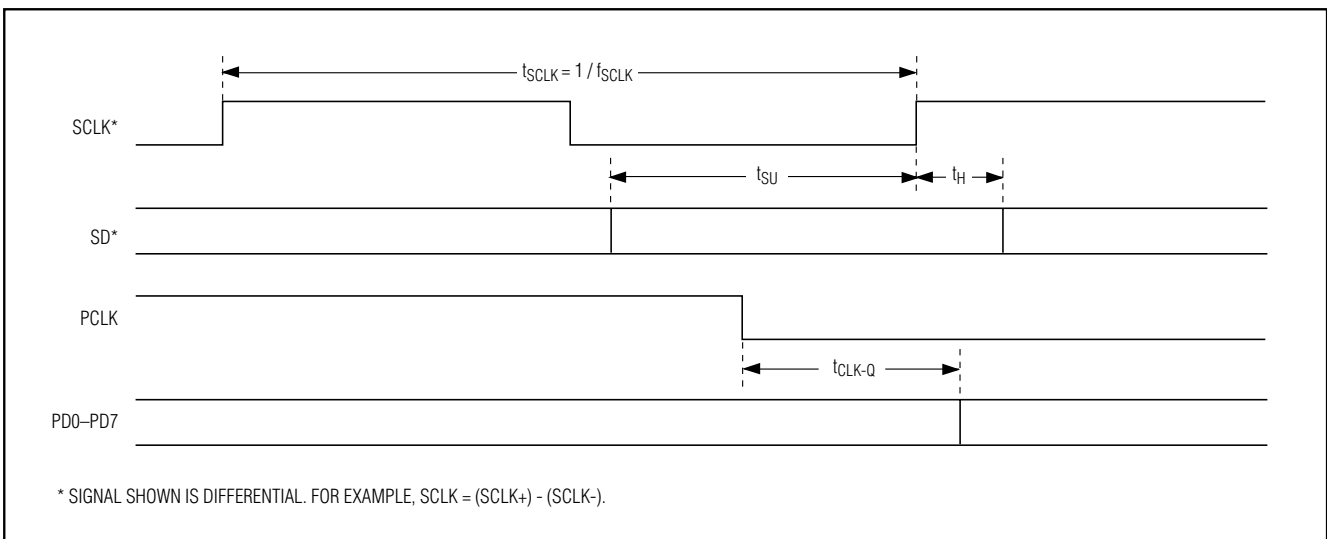 tSCLK = 1 / fSCLK
SCLK*
tSU
tH
SD*
PCLK
tCLK-Q
PD0–PD7
* SIGNAL SHOWN IS DIFFERENTIAL. FOR EXAMPLE, SCLK = (SCLK+) - (SCLK-).